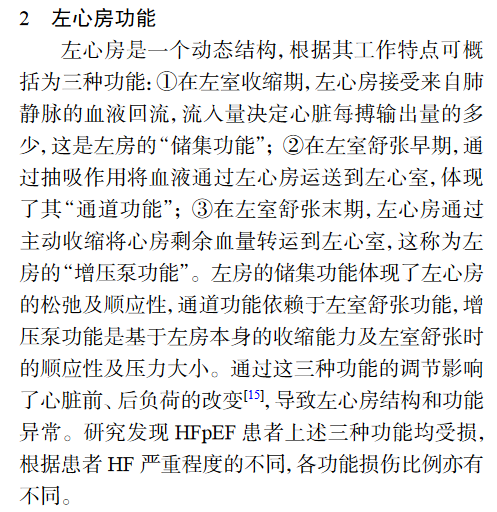 2 左心房功能
左心房是一个动态结构,根据其工作特点可概
括为三种功能:①在左室收缩期,左心房接受来自肺
静脉的血液回流,流入量决定心脏每搏输出量的多
少,这是左房的“储集功能”;②在左室舒张早期,通
过抽吸作用将血液通过左心房运送到左心室,体现
了其“通道功能”;③在左室舒张末期,左心房通过
主动收缩将心房剩余血量转运到左心室,这称为左
房的“增压泵功能”。左房的储集功能体现了左心房
的松弛及顺应性,通道功能依赖于左室舒张功能,增
压泵功能是基于左房本身的收缩能力及左室舒张时
的顺应性及压力大小。通过这三种功能的调节影响
了心脏前、后负荷的改变[15],导致左心房结构和功能
异常。研究发现HFpEF患者上述三种功能均受损,
根据患者HF严重程度的不同,各功能损伤比例亦有
不同。